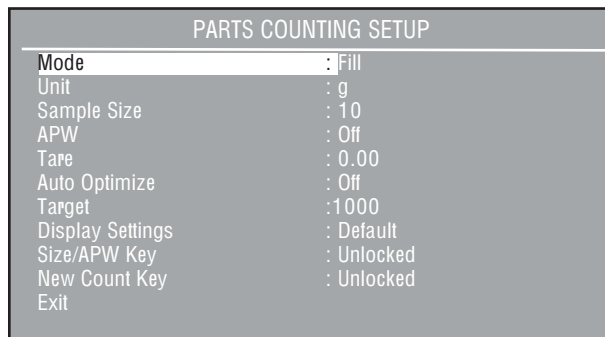 PARTS COUNTING SETUP
Mode : Fill
Unit : g
Sample Size : 10
APW : Off
Tare : 0.00
Auto Optimize : Off
Target :1000
Display Settings : Default
Size/APW Key : Unlocked
New Count Key : Unlocked
Exit